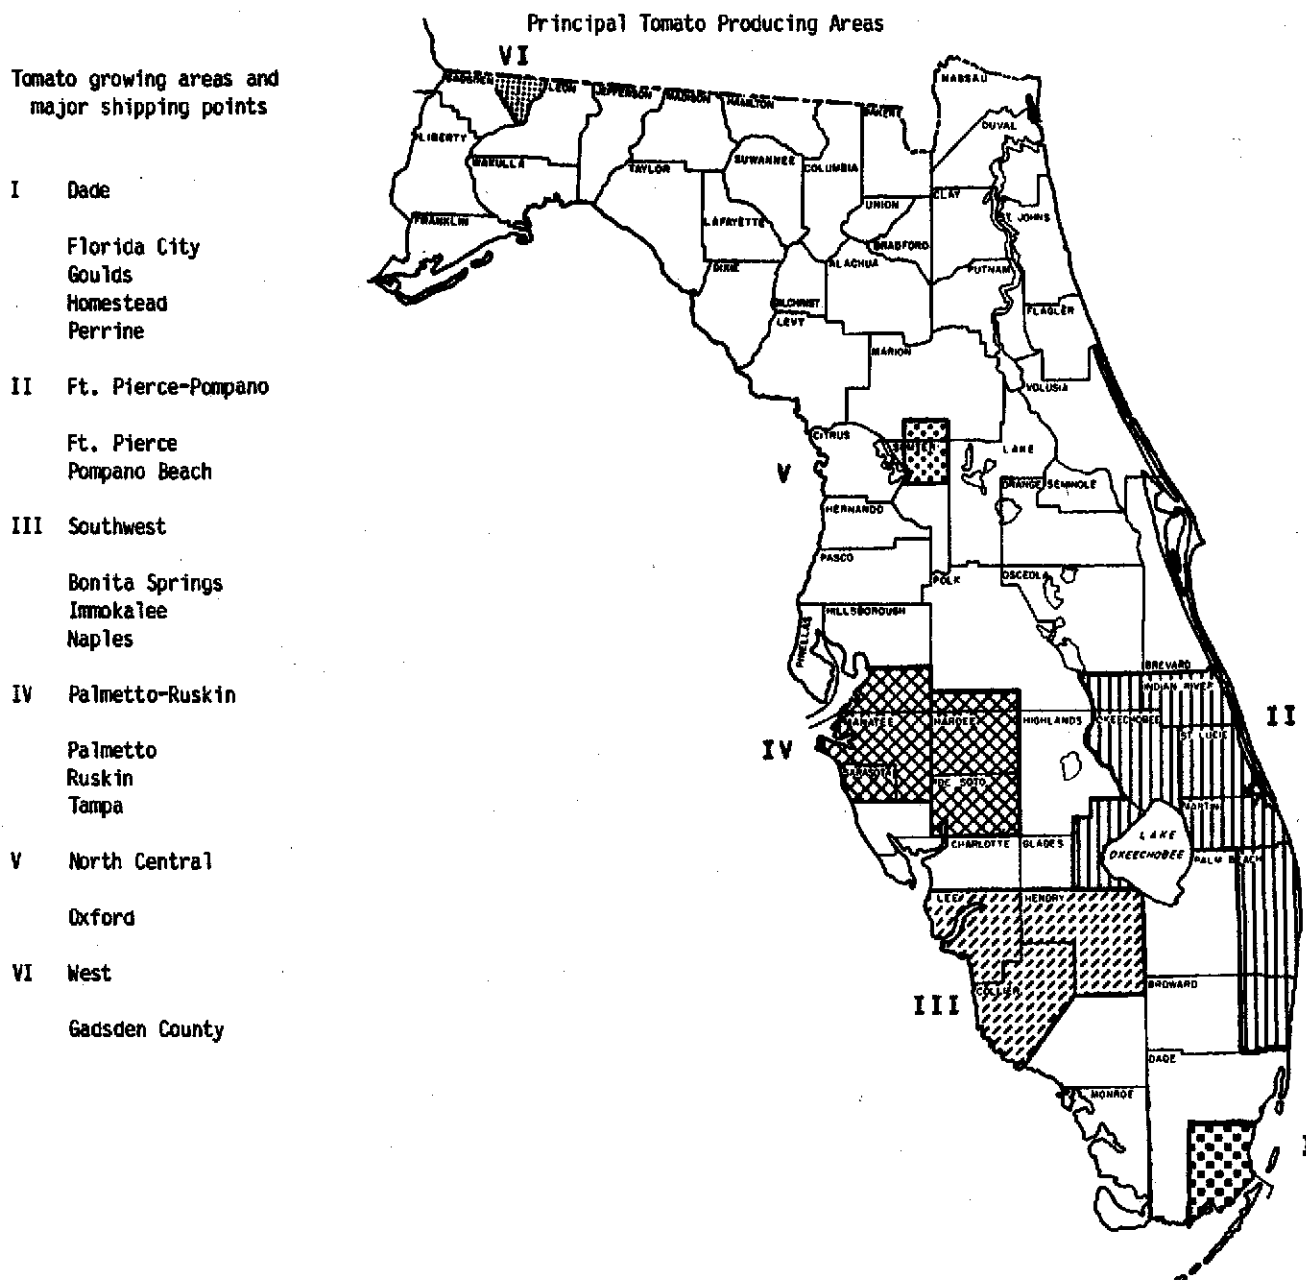 Principal Tomato Producing Areas
Tomato growing areas and
major shipping points
I Dade
Florida City
Goulds
Homestead
Perrine
II Ft. Pierce-Pompano
Ft. Pierce
Pompano Beach
III Southwest
Bonita Springs
Immokalee
Naples
IV Palmetto-Ruskin
Palmetto
Ruskin
Tampa
V North Central
Oxford
VI West
Gadsden County
VI
NASSAU
GADSDEN
LEON
JEFFERSON
MADISON
HAMILTON
BAKER
DUVAL
LIBERTY
WAKULLA
TAYLOR
SUWANNEE
COLUMBIA
UNION
CLAY
ST. JOHNS
FRANKLIN
LAFAYETTE
BRADFORD
DIXIE
ALACHUA
PUTNAM
GILCHRIST
FLAGLER
LEVY
MARION
VOLUSIA
CITRUS
SUMTER
LAKE
V
ORANGE
SEMINOLE
HERNANDO
PASCO
POLK
OSCEOLA
HILLSBOROUGH
PINELLAS
BREVARD
INDIAN RIVER
II
MANATEE
HARDEE
HIGHLANDS
OKEECHOBEE
ST LUCIE
IV
SARASOTA
DE SOTO
MARTIN
CHARLOTTE
GLADES
LAKE
OKEECHOBEE
PALM BEACH
LEE
HENDRY
COLLIER
BROWARD
III
DADE
MONROE
I